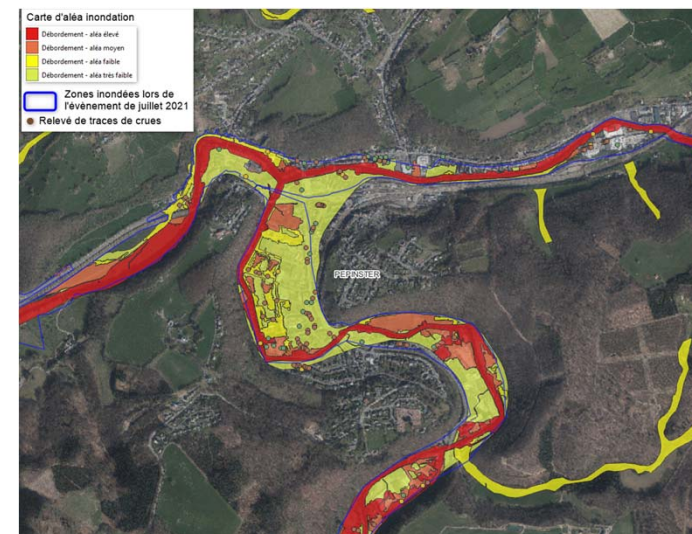 Carte d'aléa inondation
Débordement - aléa élevé
Débordement - aléa moyen
Débordement - aléa faible
Débordement - aléa très faible
Zones inondées lors de
l'évènement de juillet 2021
Relevé de traces de crues
PEPINSTER